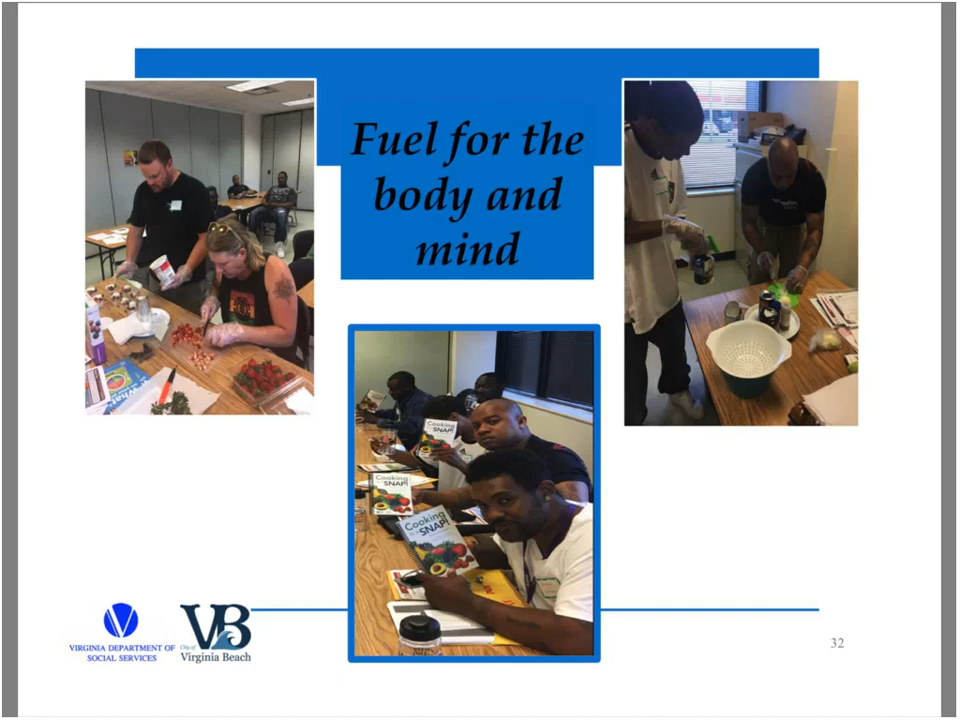 Fuel for the
body and
mind
Cooking
SNAP!
Cooking
SNAP!
Cooking
SNAP!
VIRGINIA DEPARTMENT OF
SOCIAL SERVICES
VB
City of
Virginia Beach
32